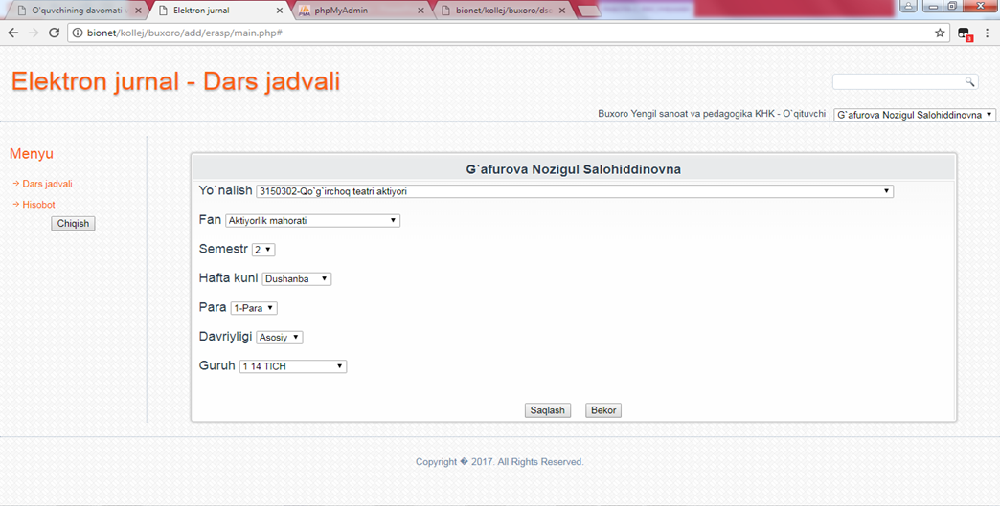 O'quvchining davomati
Elektron jurnal
phpMyAdmin
bionet/kollej/buxoro/ds
bionet/kollej/buxoro/add/erasp/main.php#
3
Elektron jurnal - Dars jadvali
Buxoro Yengil sanoat va pedagogika KHK - O`qituvchi G`afurova Nozigul Salohiddinovna
Menyu
Dars jadvali
Hisobot
Chiqish
G`afurova Nozigul Salohiddinovna
Yo`nalish 3150302-Qo`g`irchoq teatri aktiyori
Fan Aktiyorlik mahorati
Semestr 2
Hafta kuni Dushanba
Para 1-Para
Davriyligi Asosiy
Guruh 1 14 TICH
Saqlash Bekor
Copyright � 2017. All Rights Reserved.